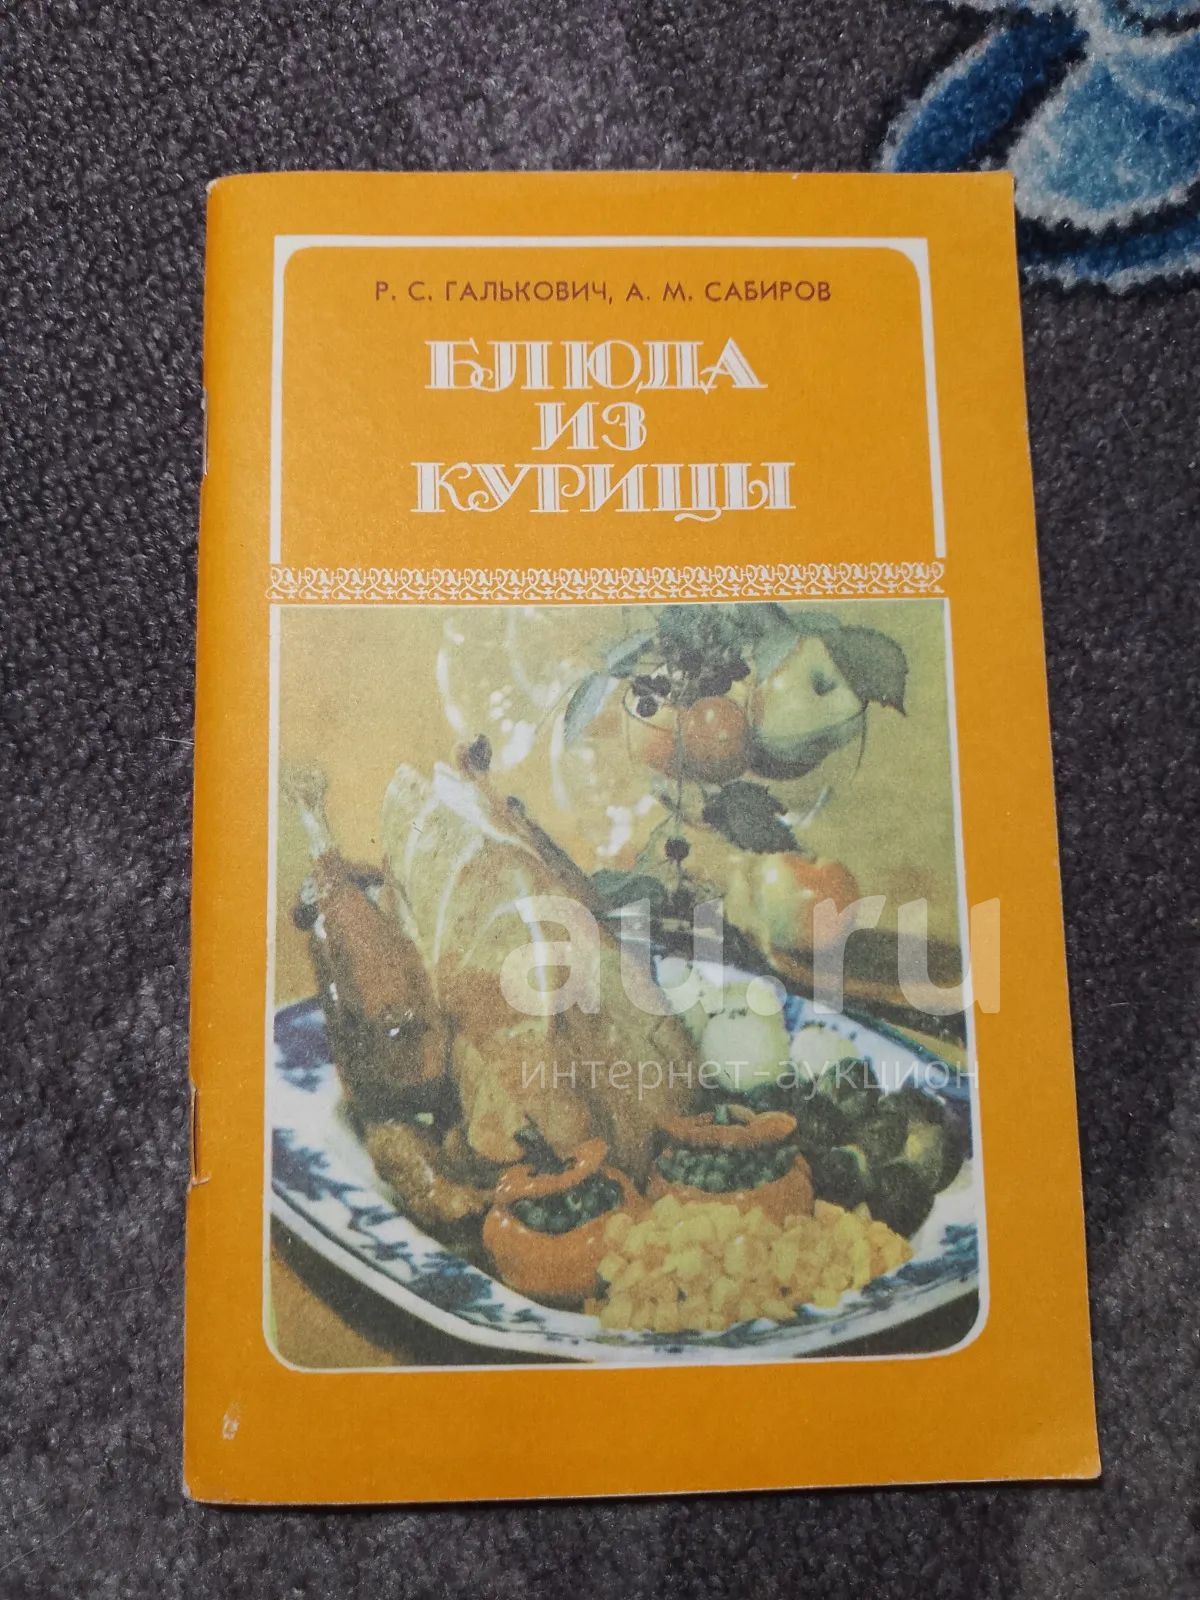 Р. С. ГАЛЬКОВИЧ, А. М. САБИРОВ
БЛЮДА
ИЗ
КУРИЦЫ
au.ru
интернет-аукцион